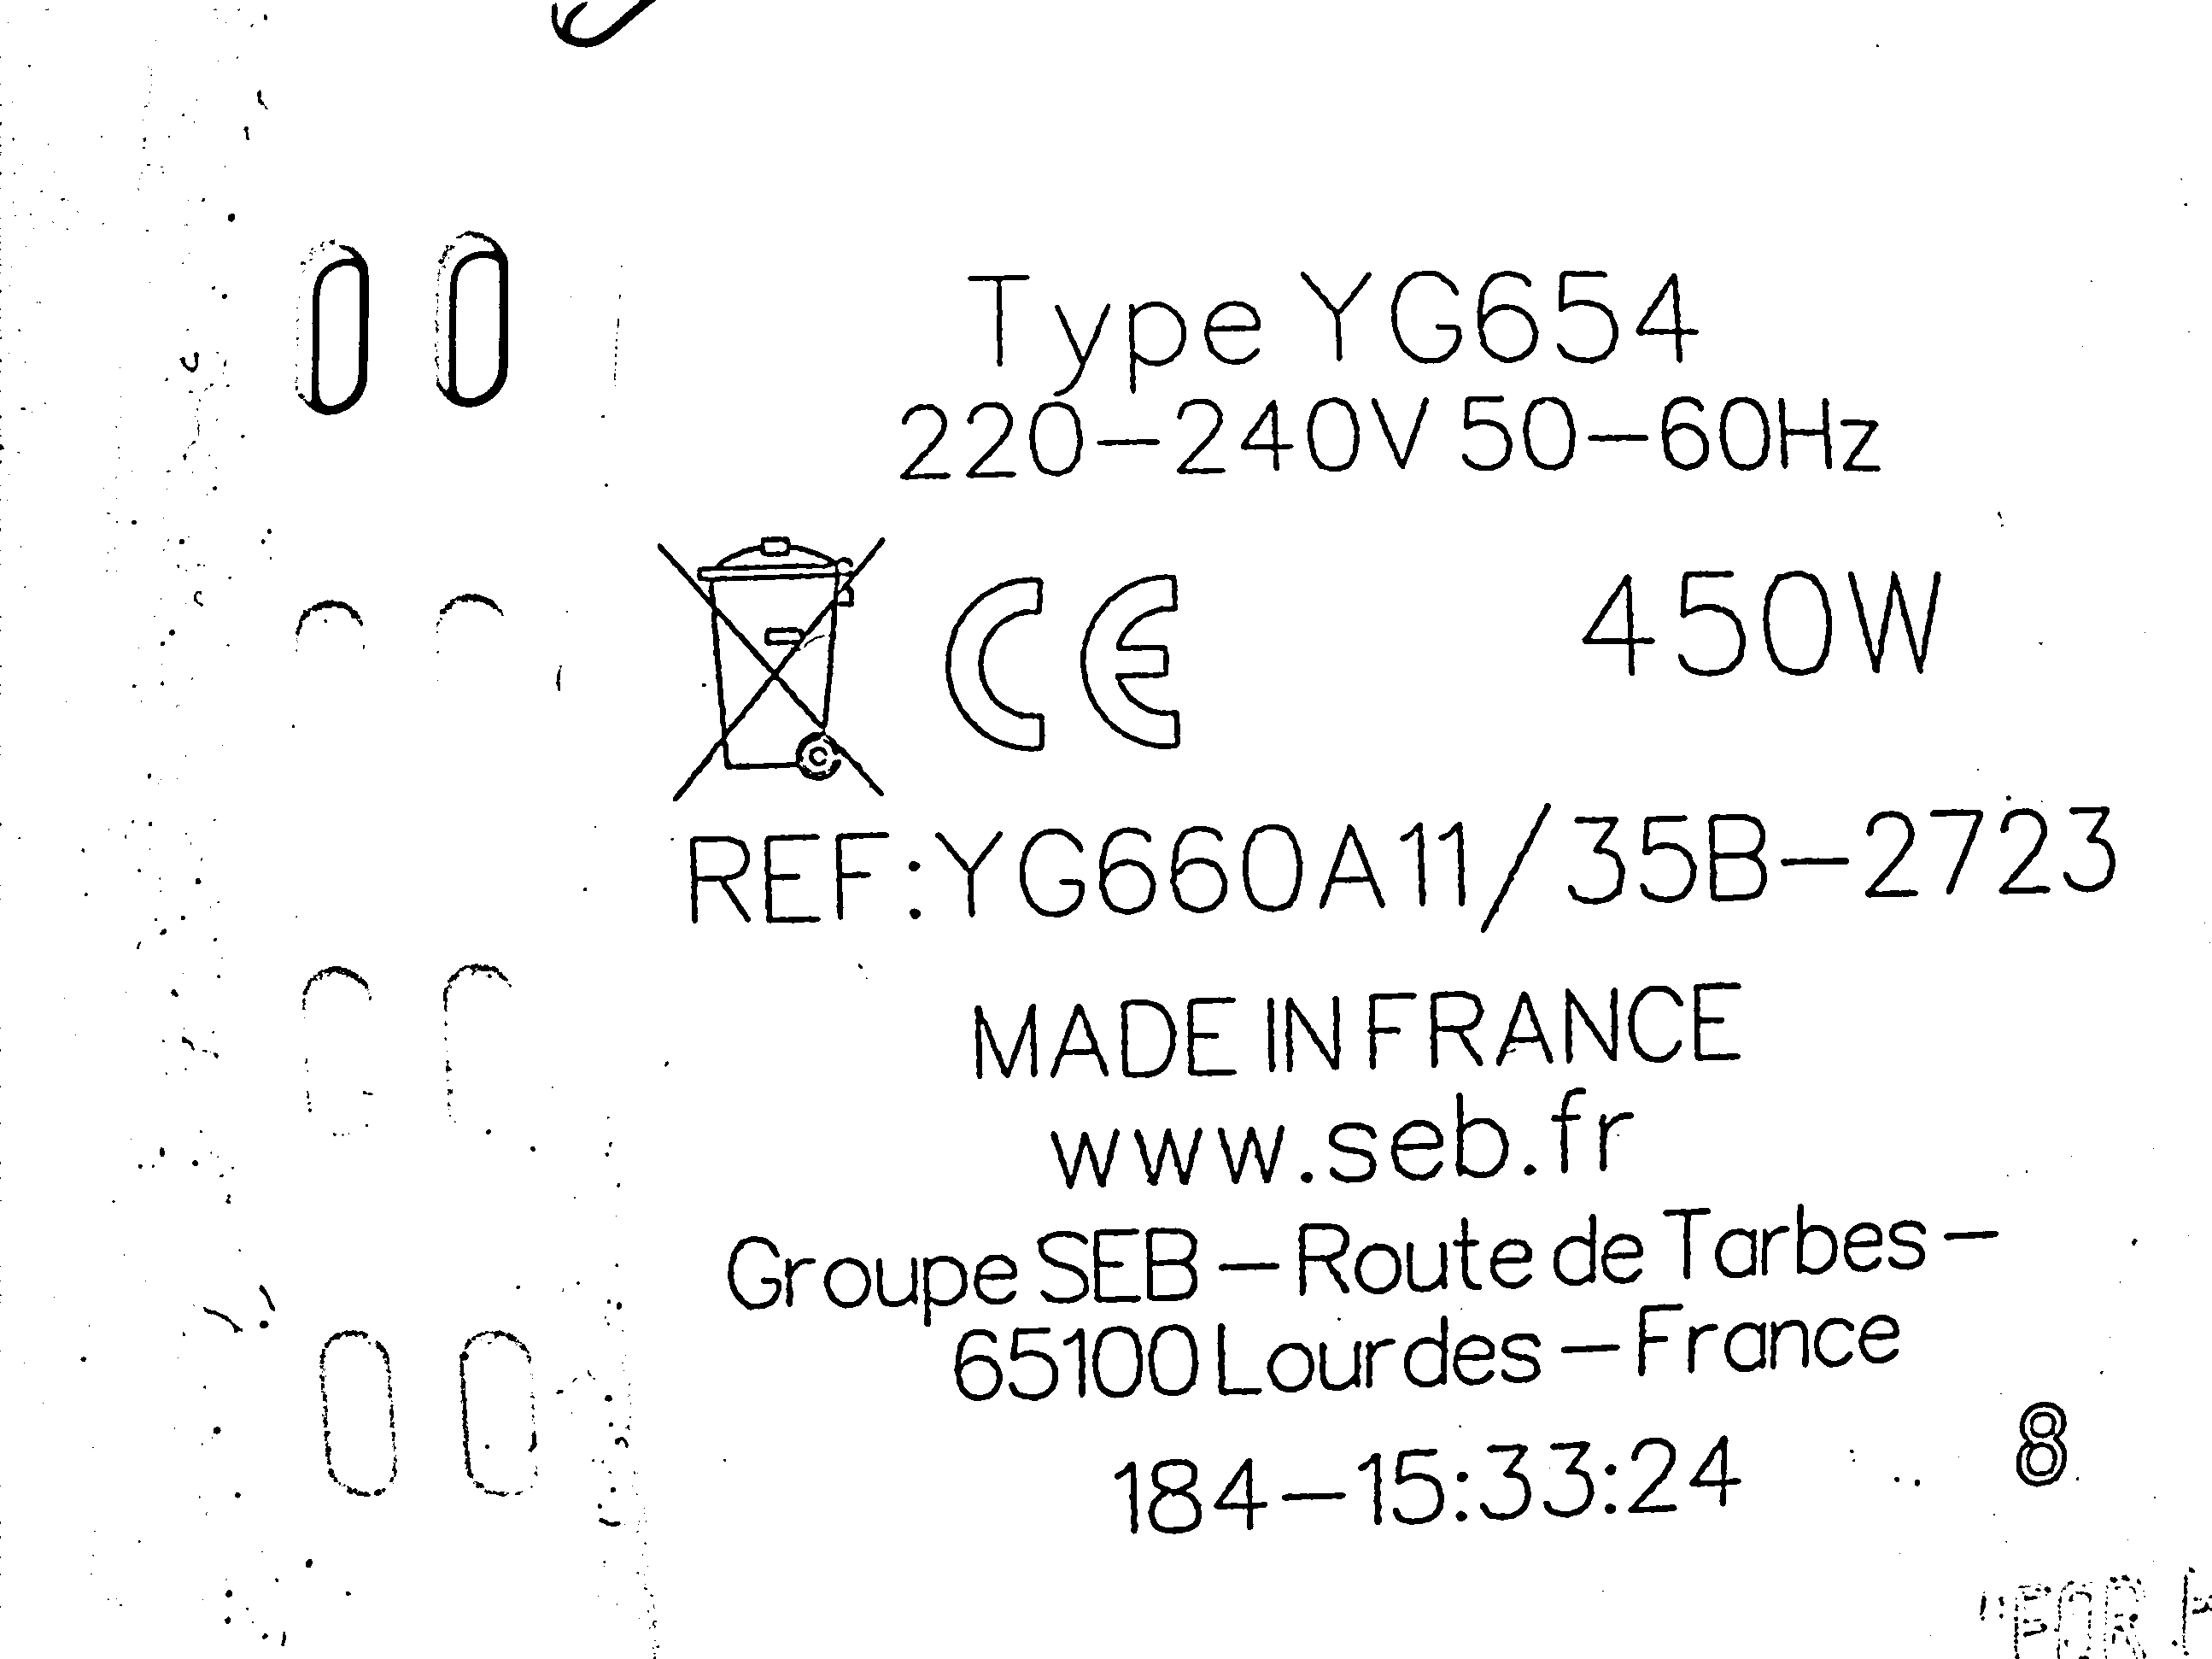 Type YG654
220-240V 50-60Hz
CE 450W
REF:YG660A11/35B-2723
MADE IN FRANCE
www.seb.fr
Groupe SEB - Route de Tarbes -
65100 Lourdes - France
184-15:33:24
8
FOR